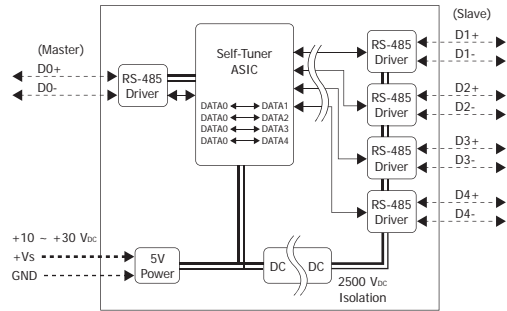 (Slave)
(Master)
D0+
D0-
RS-485
Driver
Self-Tuner
ASIC
DATA0 DATA1
DATA0 DATA2
DATA0 DATA3
DATA0 DATA4
RS-485
Driver
D1+
D1-
RS-485
Driver
D2+
D2-
RS-485
Driver
D3+
D3-
RS-485
Driver
D4+
D4-
+10 ~ +30 VDC
+Vs
GND
5V
Power
DC DC
2500 VDC
Isolation